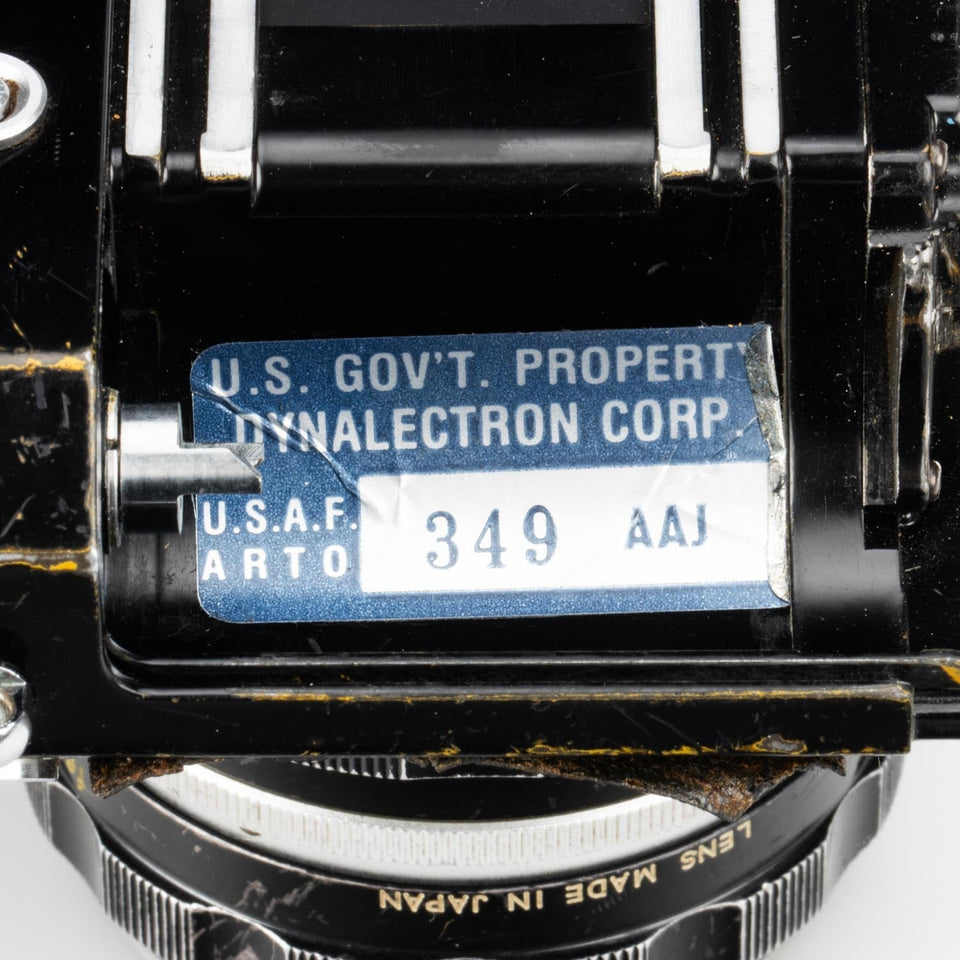 U.S. GOV'T. PROPERTY
DYNALECTRON CORP.
U.S.A.F. 349 AAJ
ARTO
LENS MADE IN JAPAN